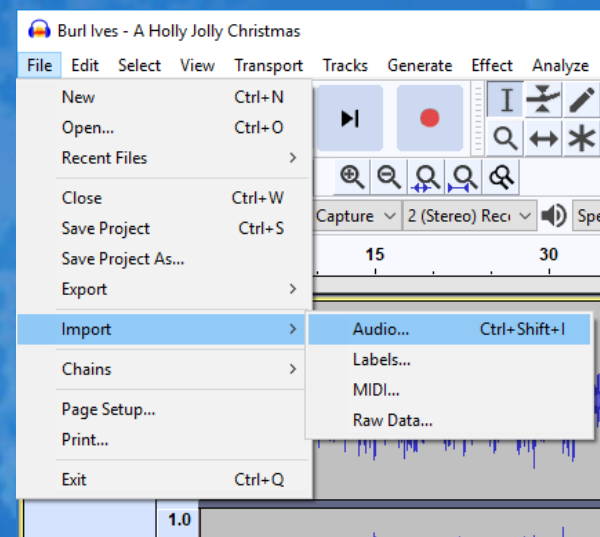 Burl Ives - A Holly Jolly Christmas
File Edit Select View Transport Tracks Generate Effect Analyze
New Ctrl+N
Open... Ctrl+O
Recent Files
Close Ctrl+W
Save Project Ctrl+S
Save Project As...
Export
Import
Chains
Page Setup...
Print...
Exit Ctrl+Q
Audio... Ctrl+Shift+I
Labels...
MIDI...
Raw Data...
Capture 2 (Stereo) Rec
15 30
1.0